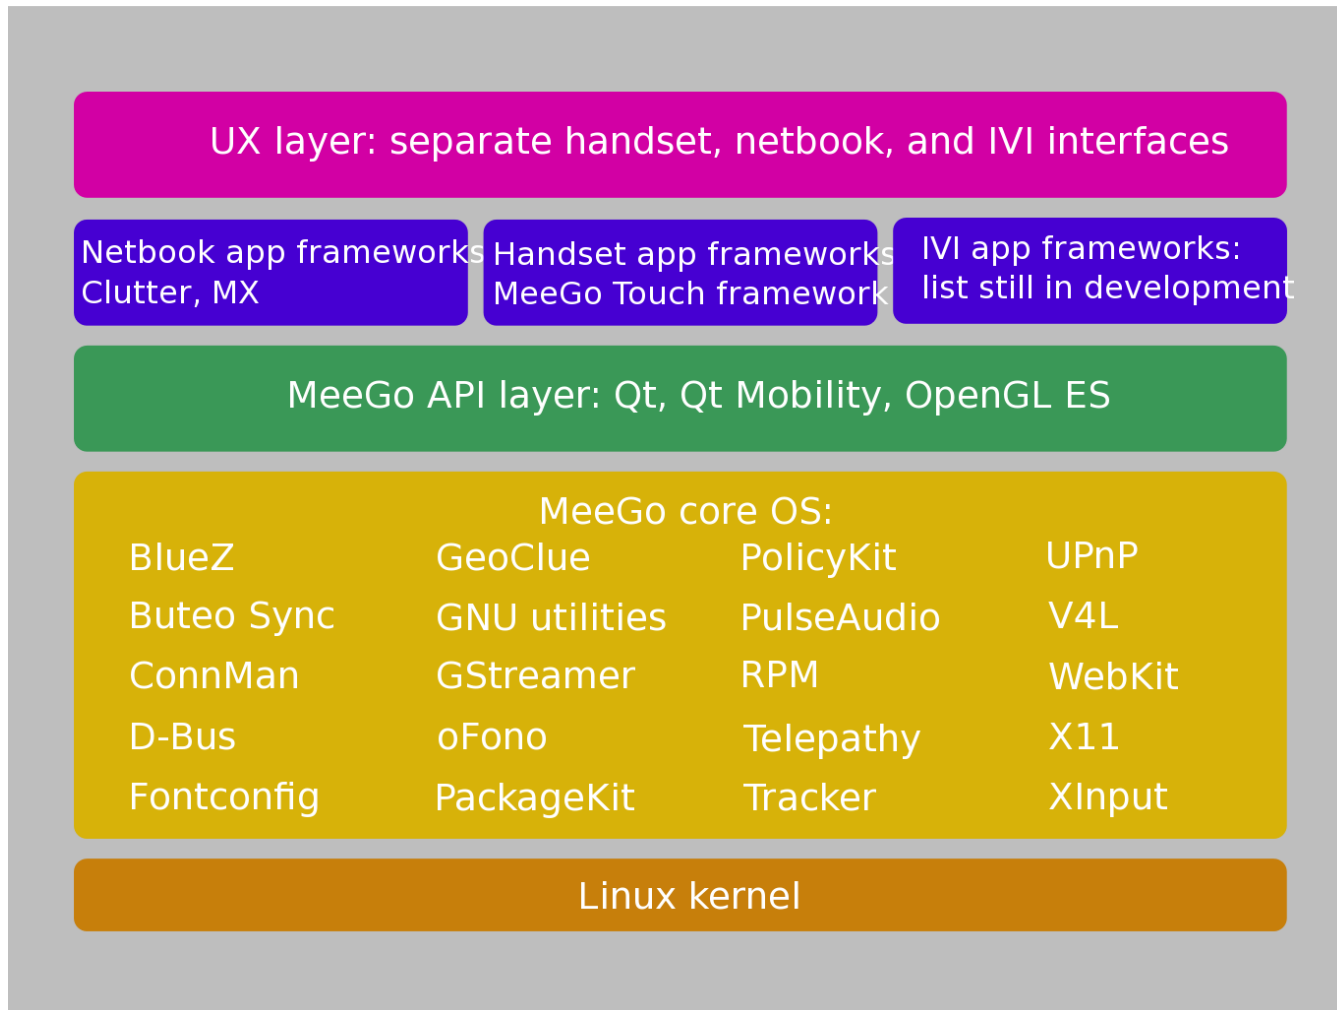 UX layer: separate handset, netbook, and IVI interfaces
Netbook app frameworks
Clutter, MX
Handset app frameworks
MeeGo Touch framework
IVI app frameworks:
list still in development
MeeGo API layer: Qt, Qt Mobility, OpenGL ES
MeeGo core OS:
BlueZ GeoClue PolicyKit UPnP
Buteo Sync GNU utilities PulseAudio V4L
ConnMan GStreamer RPM WebKit
D-Bus oFono Telepathy X11
Fontconfig PackageKit Tracker XInput
Linux kernel